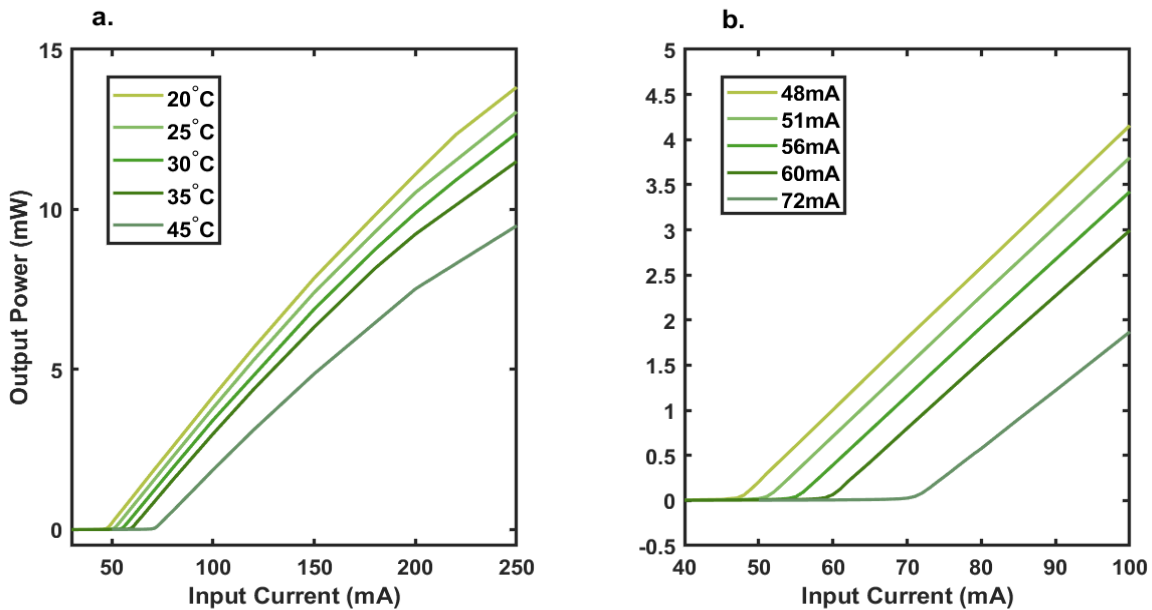 a.
15
10
5
0
Output Power (mW)
20°C
25°C
30°C
35°C
45°C
50
100
150
200
250
Input Current (mA)
b.
5
4.5
4
3.5
3
2.5
2
1.5
1
0.5
0
-0.5
48mA
51mA
56mA
60mA
72mA
40
50
60
70
80
90
100
Input Current (mA)